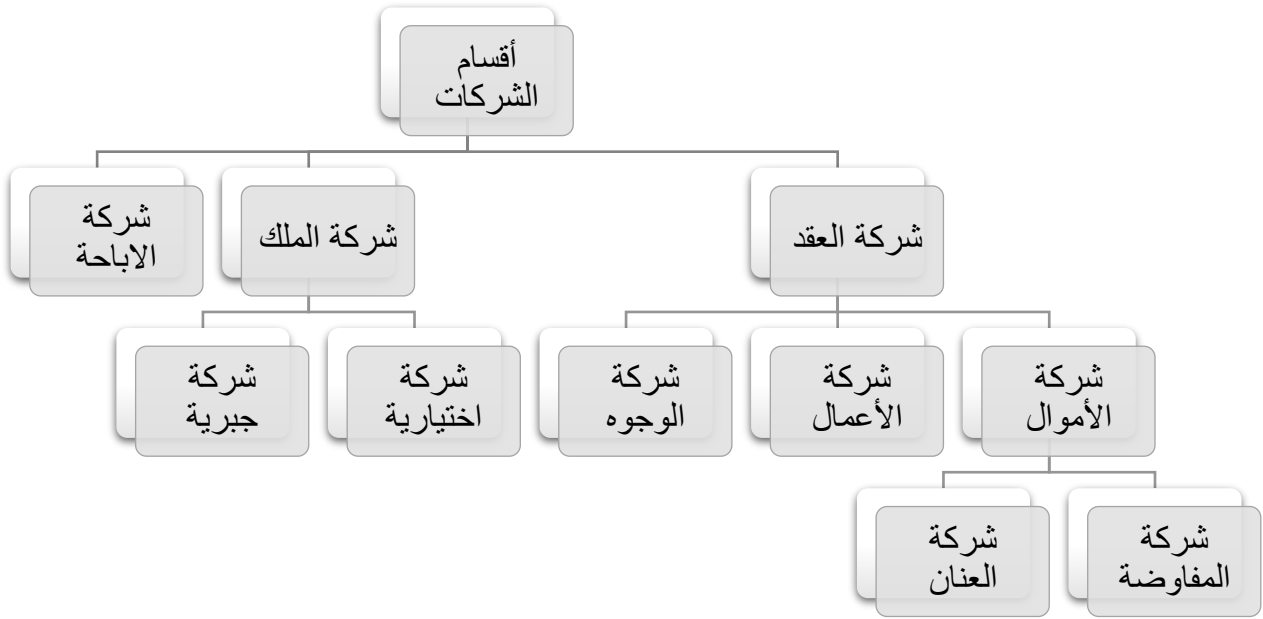 أقسام
الشركات
شركة العقد
شركة الملك
شركة
الاباحة
شركة
الأموال
شركة
الأعمال
شركة
الوجوه
شركة
اختيارية
شركة
جبرية
شركة
المفاوضة
شركة
العنان